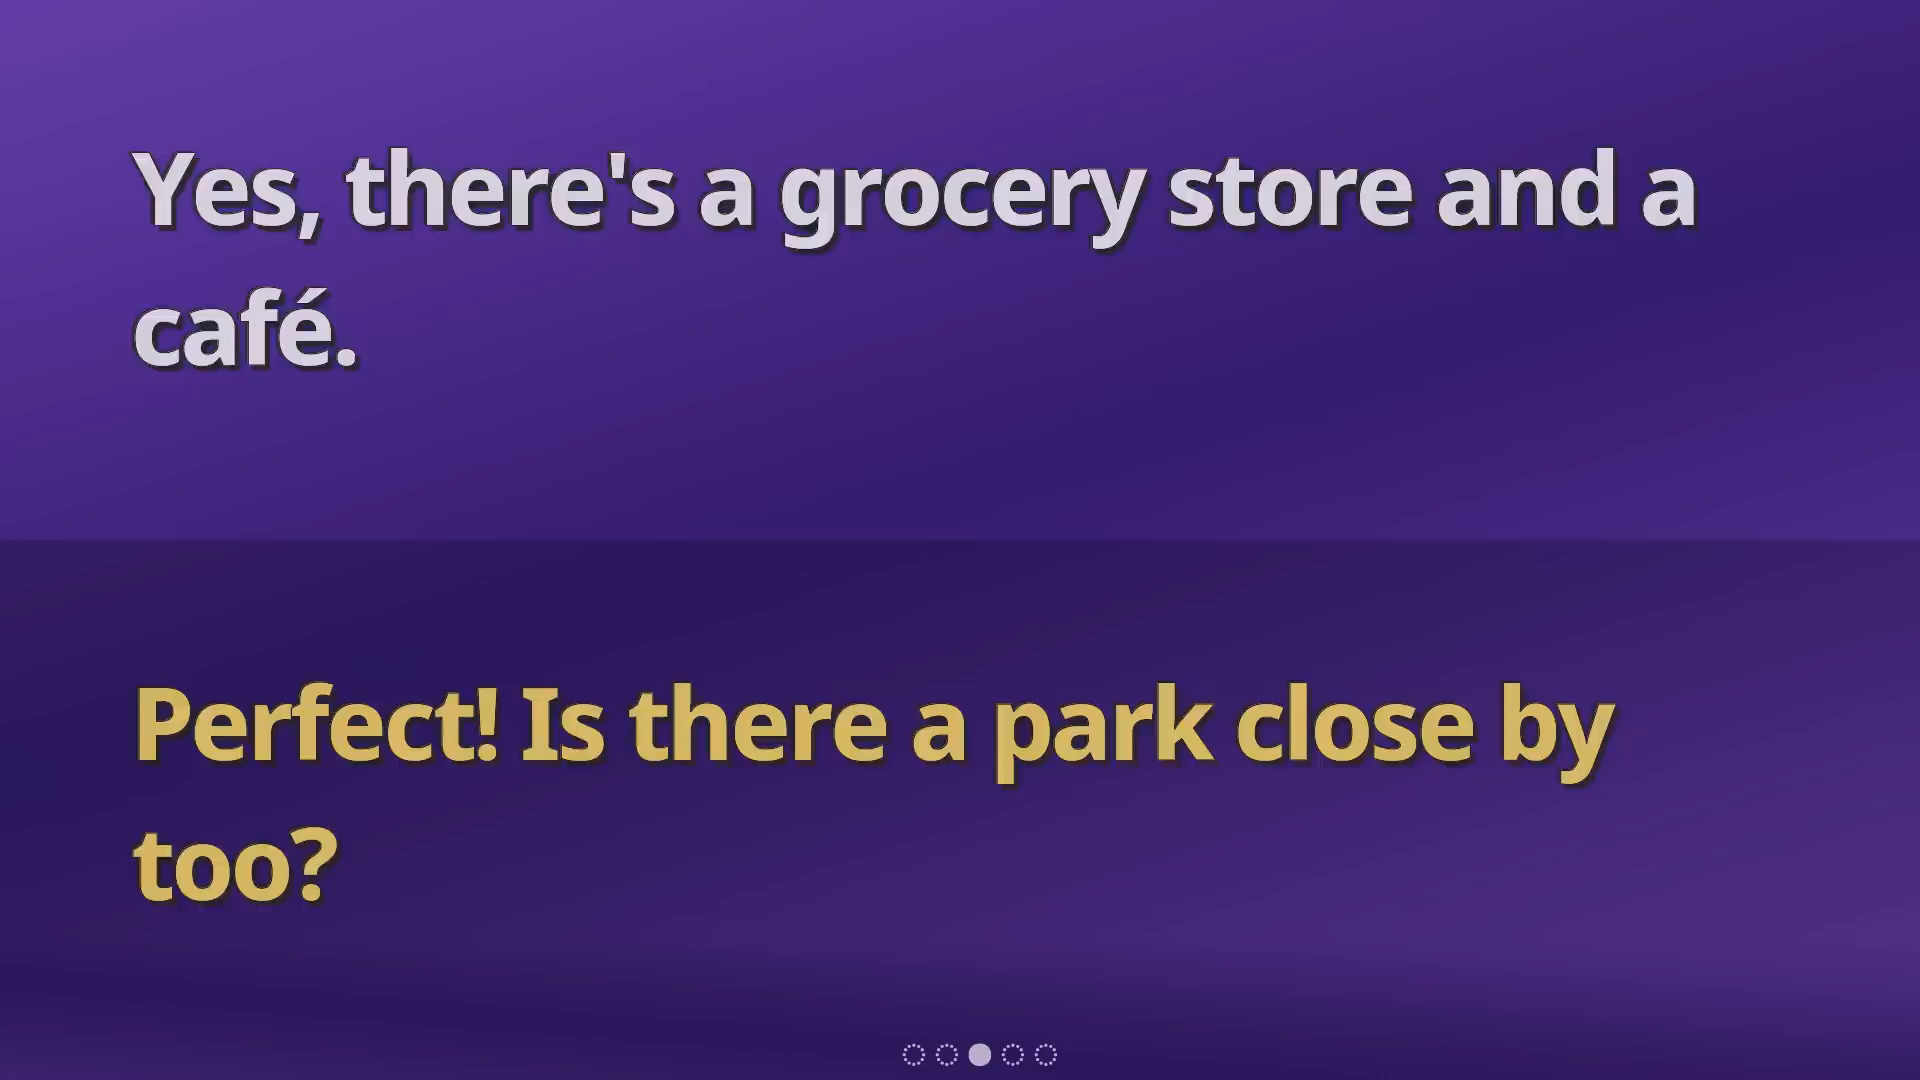 Yes, there's a grocery store and a
café.
Perfect! Is there a park close by
too?